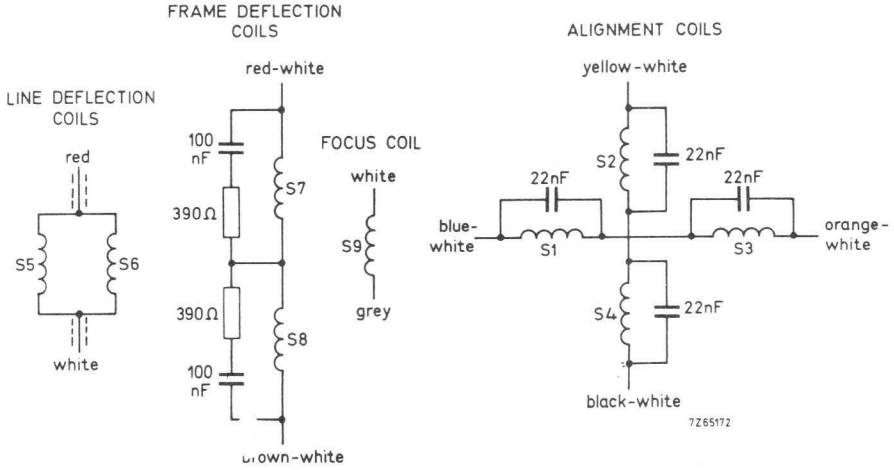 FRAME DEFLECTION
COILS
ALIGNMENT COILS
red-white
yellow-white
LINE DEFLECTION
COILS
100
nF
FOCUS COIL
red
S7
white
S2
22nF
22nF
22nF
390Ω
blue-
white
orange-
white
S5
S6
S9
S1
S3
390Ω
grey
S4
22nF
S8
white
100
nF
black-white
7Z65172
brown-white